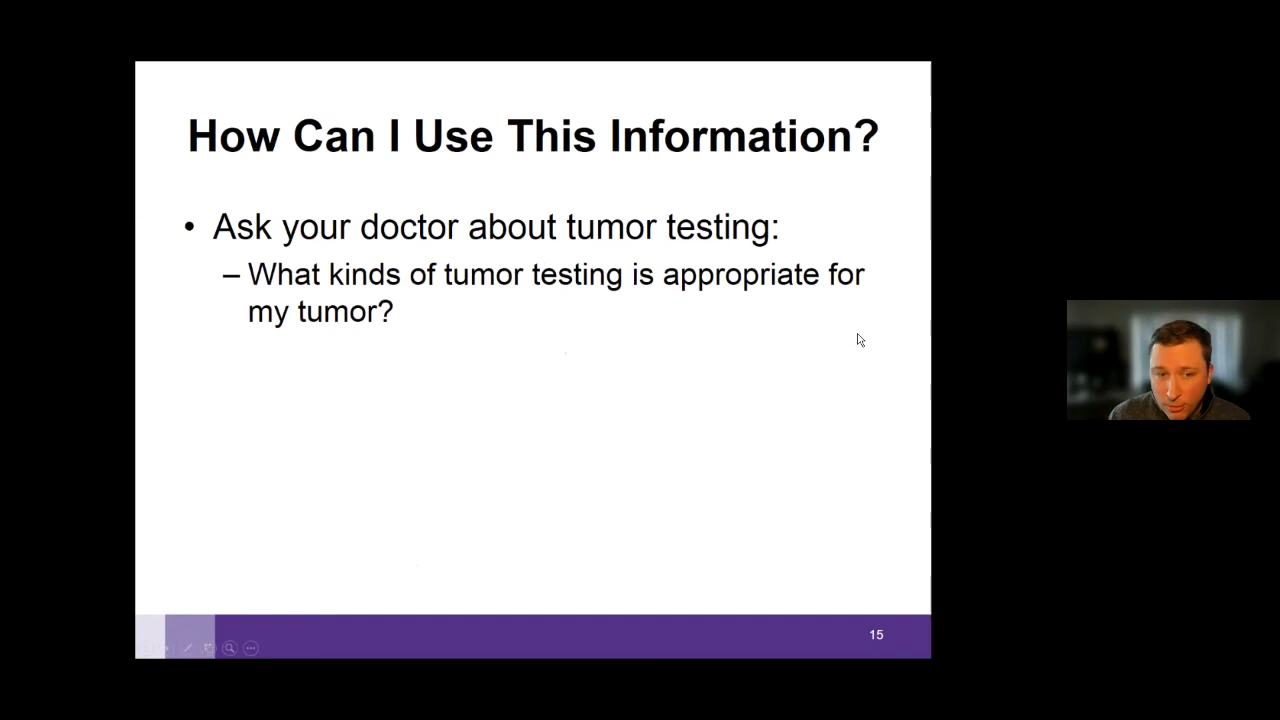 How Can I Use This Information?
• Ask your doctor about tumor testing:
– What kinds of tumor testing is appropriate for
my tumor?
15